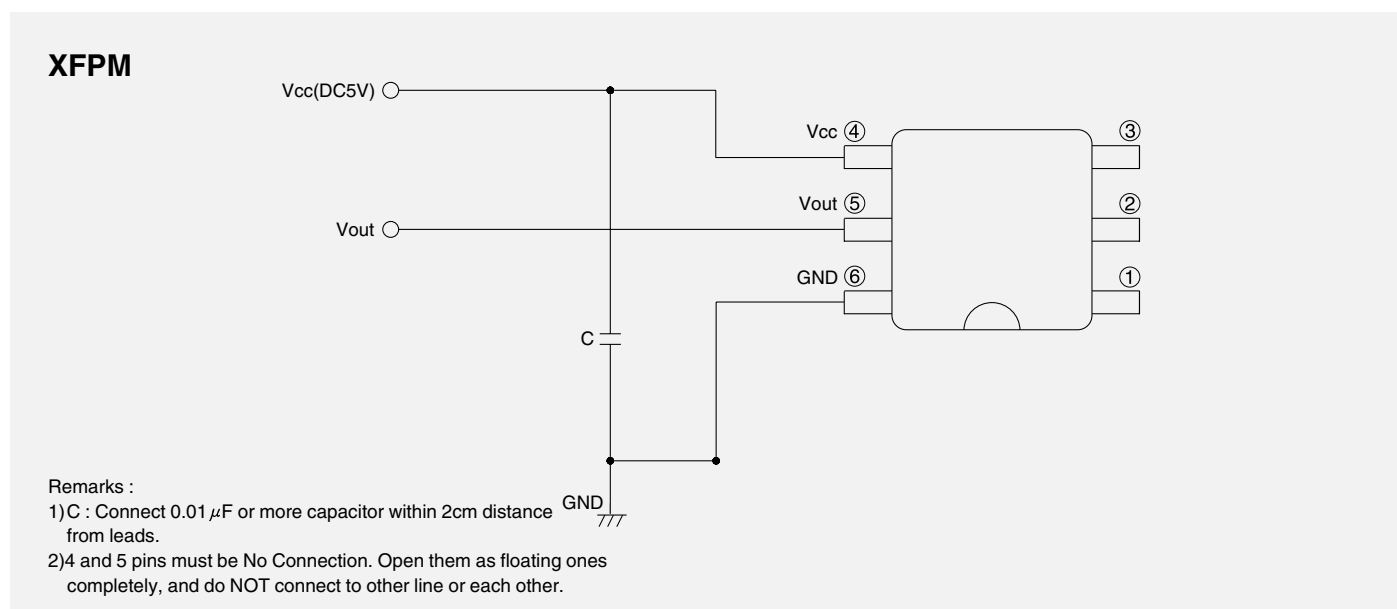 XFPM
Vcc(DC5V)
Vcc ④
③
Vout ⑤
②
Vout
GND ⑥
①
C
Remarks :
GND
1)C : Connect 0.01 μF or more capacitor within 2cm distance
from leads.
2)4 and 5 pins must be No Connection. Open them as floating ones
completely, and do NOT connect to other line or each other.